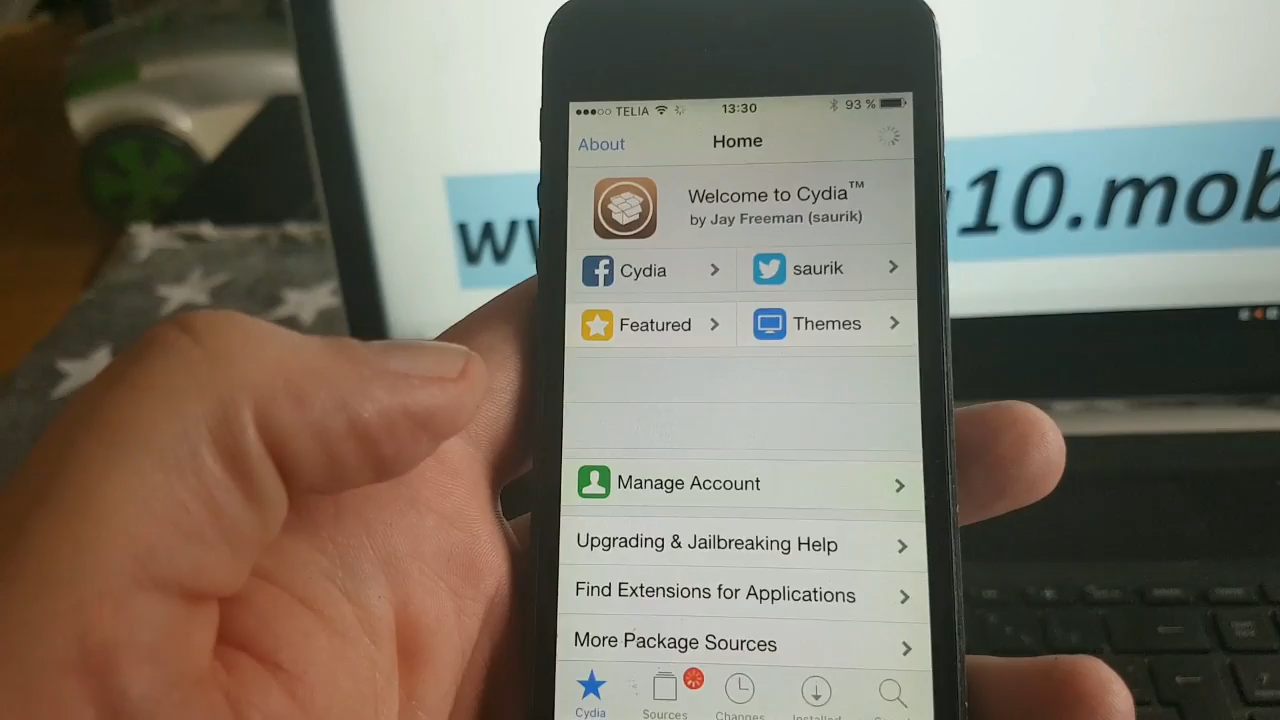 TELIA 13:30 93 %
About Home
Welcome to Cydia™
by Jay Freeman (saurik)
Cydia saurik
Featured Themes
Manage Account
Upgrading & Jailbreaking Help
Find Extensions for Applications
More Package Sources
Cydia Sources Changes Installed
10.mob